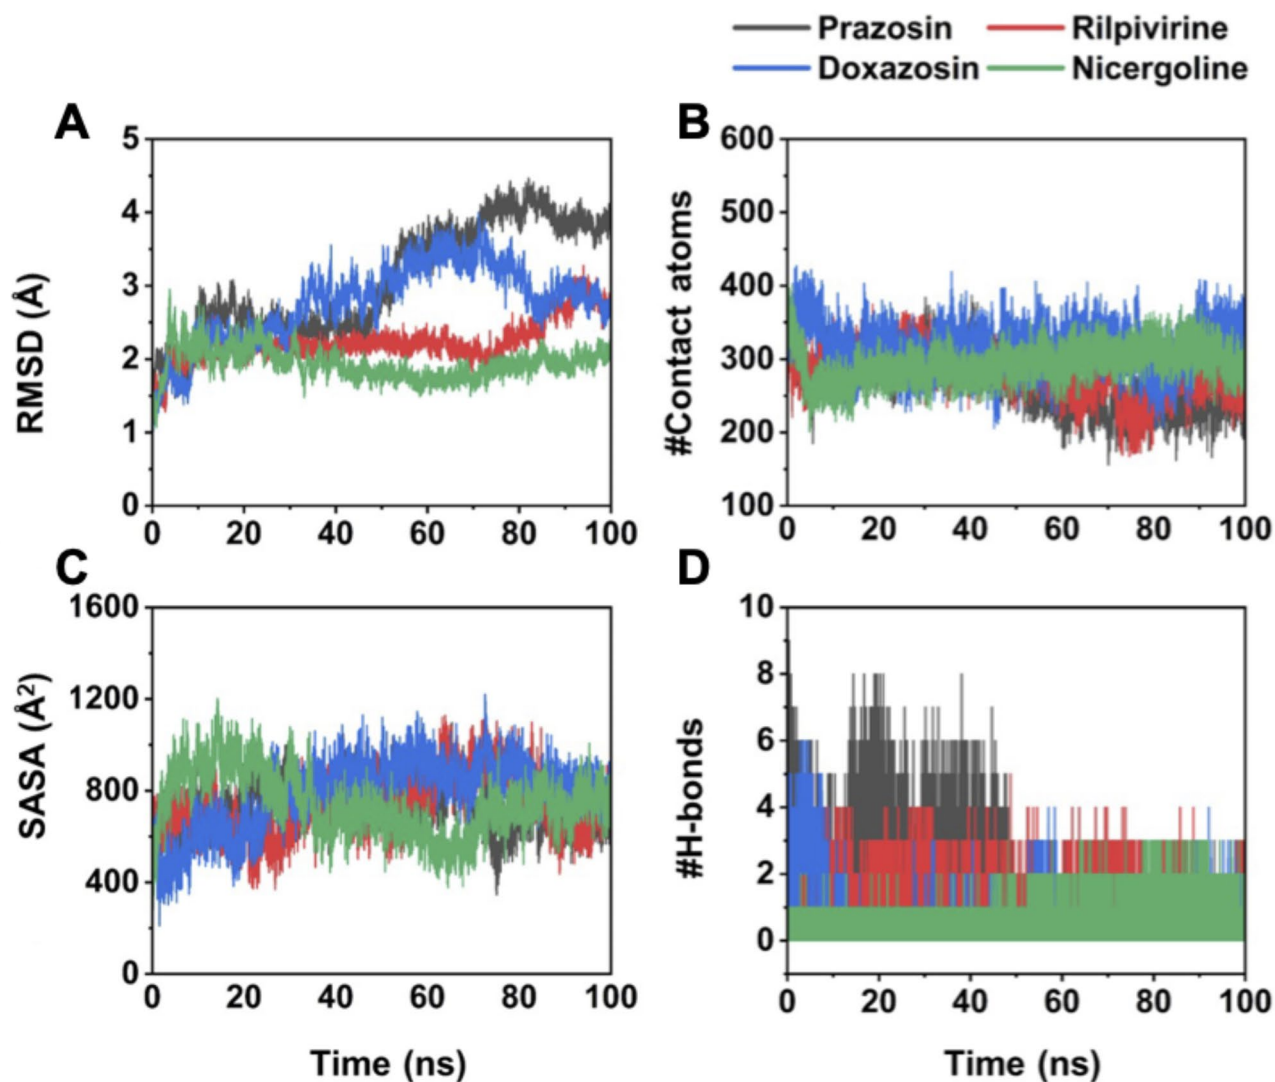 Prazosin Rilpivirine
Doxazosin Nicergoline
A
5
4
3
2
1
0
RMSD (Å)
0 20 40 60 80 100
B
600
500
400
300
200
100
#Contact atoms
0 20 40 60 80 100
C
1600
1200
800
400
0
SASA (Å²)
0 20 40 60 80 100
Time (ns)
D
10
8
6
4
2
0
#H-bonds
0 20 40 60 80 100
Time (ns)